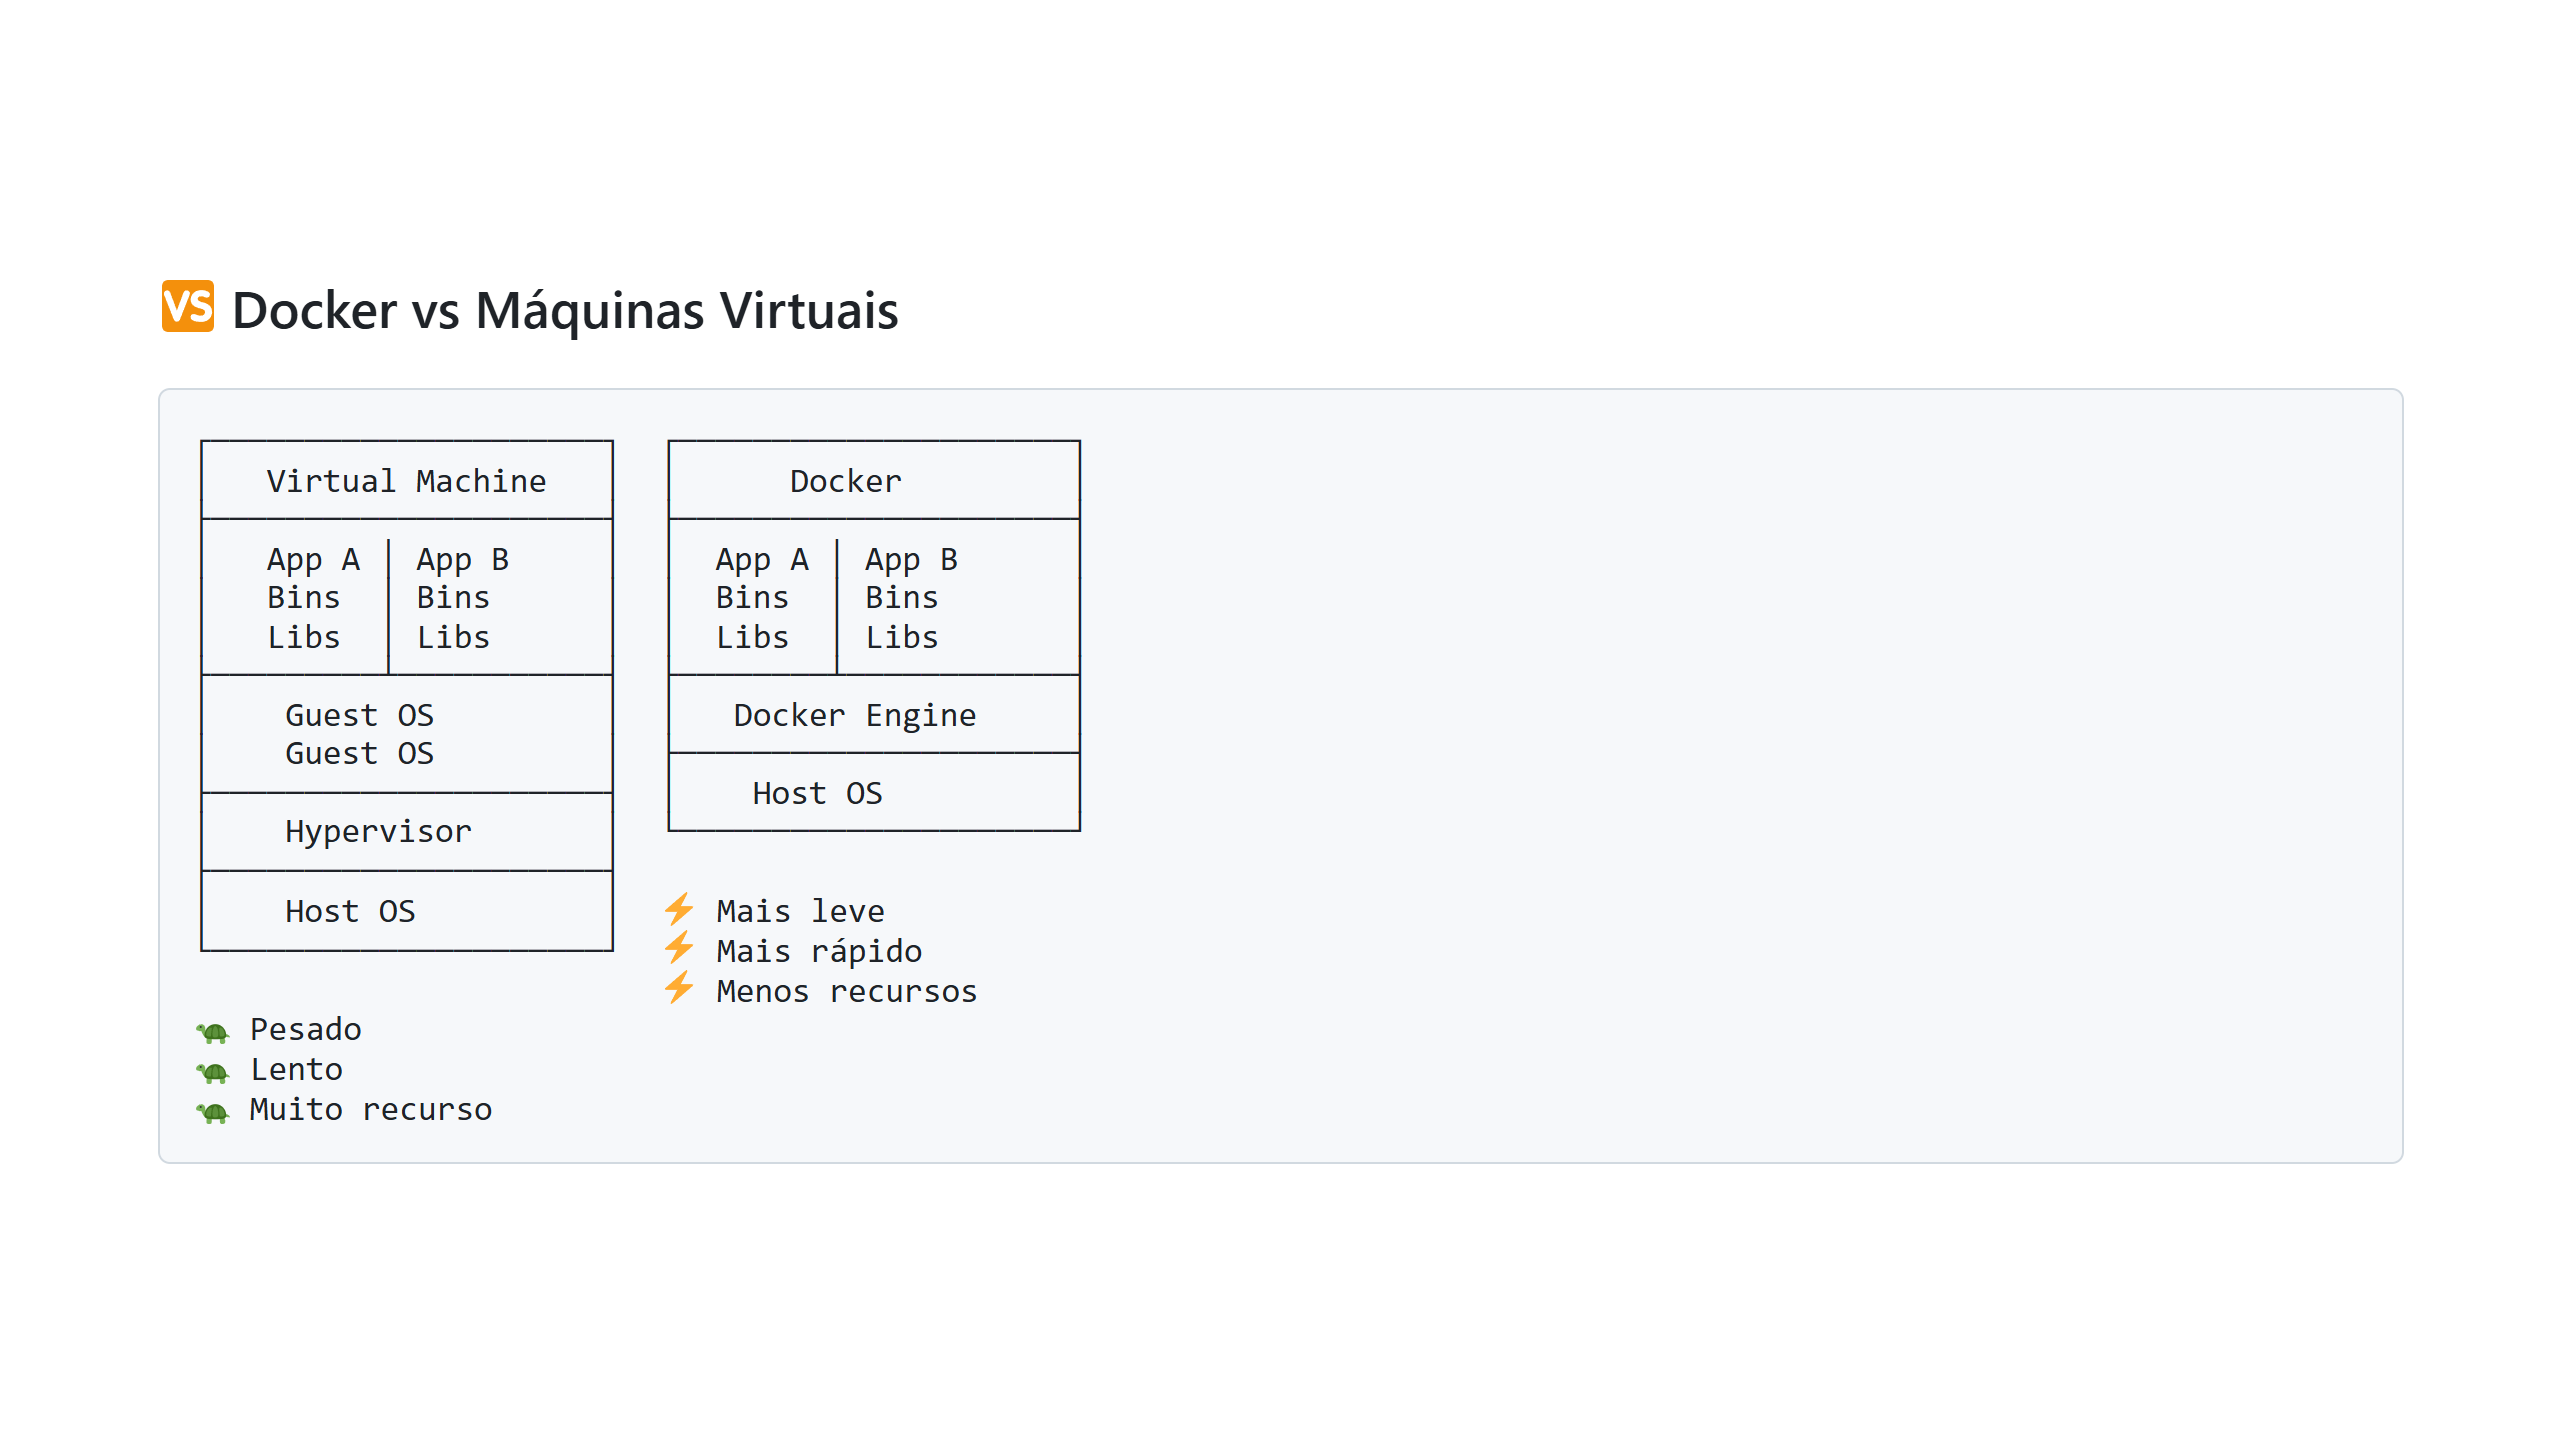 🆚 Docker vs Máquinas Virtuais
Virtual Machine
App A App B
Bins Bins
Libs Libs
Guest OS
Guest OS
Hypervisor
Host OS
🐢 Pesado
🐢 Lento
🐢 Muito recurso
Docker
App A App B
Bins Bins
Libs Libs
Docker Engine
Host OS
⚡ Mais leve
⚡ Mais rápido
⚡ Menos recursos